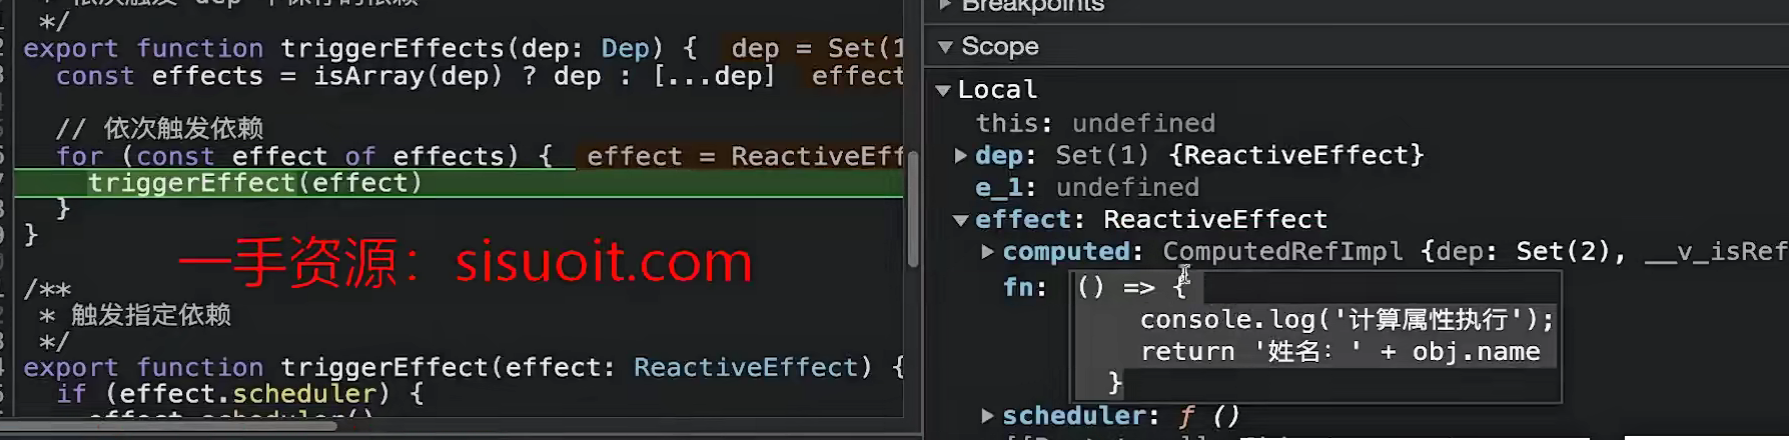 */
export function triggerEffects(dep: Dep) { dep = Set(1
const effects = isArray(dep) ? dep : [...dep] effect
// 依次触发依赖
for (const effect of effects) { effect = ReactiveEff
triggerEffect(effect)
}
}
一手资源：sisuoit.com
/**
* 触发指定依赖
*/
export function triggerEffect(effect: ReactiveEffect) {
if (effect.scheduler) {
effect.scheduler()
Breakpoints
Scope
Local
this: undefined
dep: Set(1) {ReactiveEffect}
e_1: undefined
effect: ReactiveEffect
computed: ComputedRefImpl {dep: Set(2), __v_isRef
fn: () => {
console.log('计算属性执行');
return '姓名：' + obj.name
}
scheduler: ƒ ()